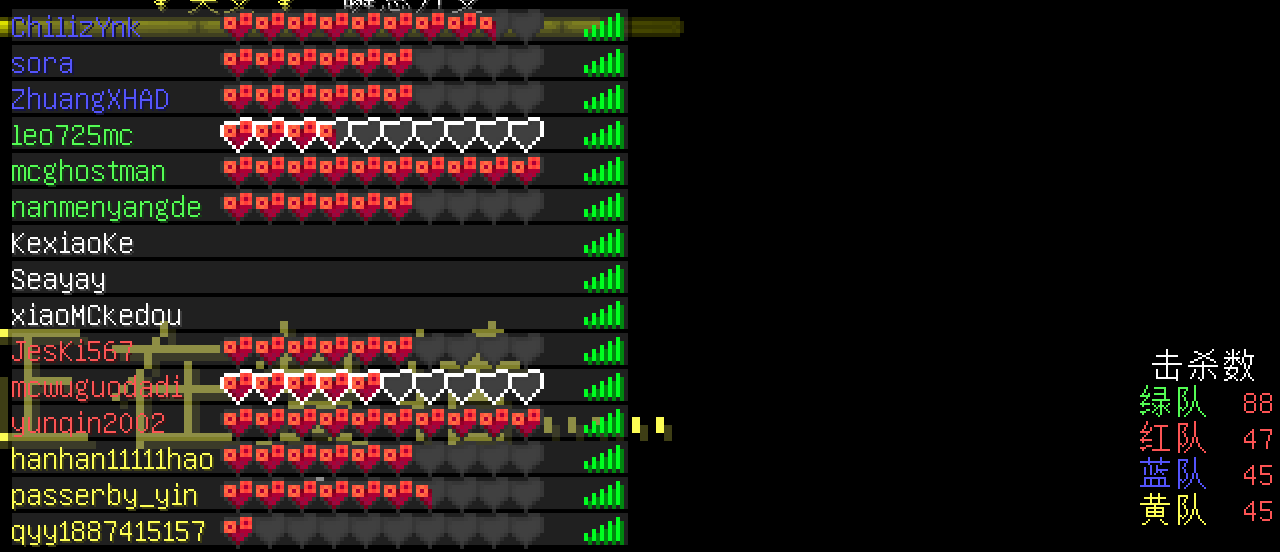 ChilizYnk
sora
ZhuangXHAD
leo725mc
mcghostman
nanmenyangde
KexiaoKe
Seayay
xiaoMCkedou
JesKi567
mcwdguodadi
yunqin2002
hanhan11111hao
passerby_yin
qyy1887415157
击杀数
绿队 88
红队 47
蓝队 45
黄队 45